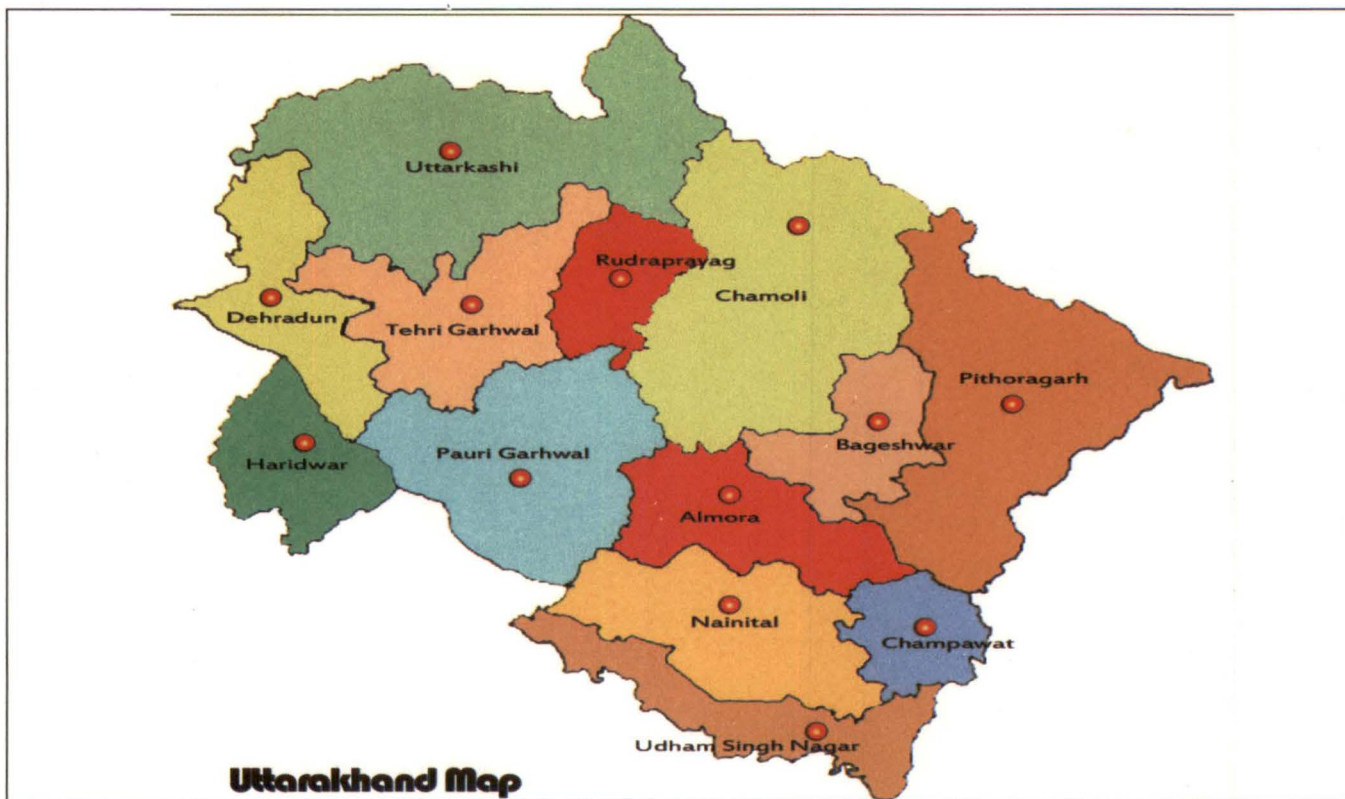 Uttarkashi
Rudraprayag
Chamoli
Dehradun
Tehri Garhwal
Pithoragarh
Bageshwar
Haridwar
Pauri Garhwal
Almora
Nainital
Champawat
Udham Singh Nagar
Uttarakhand Map